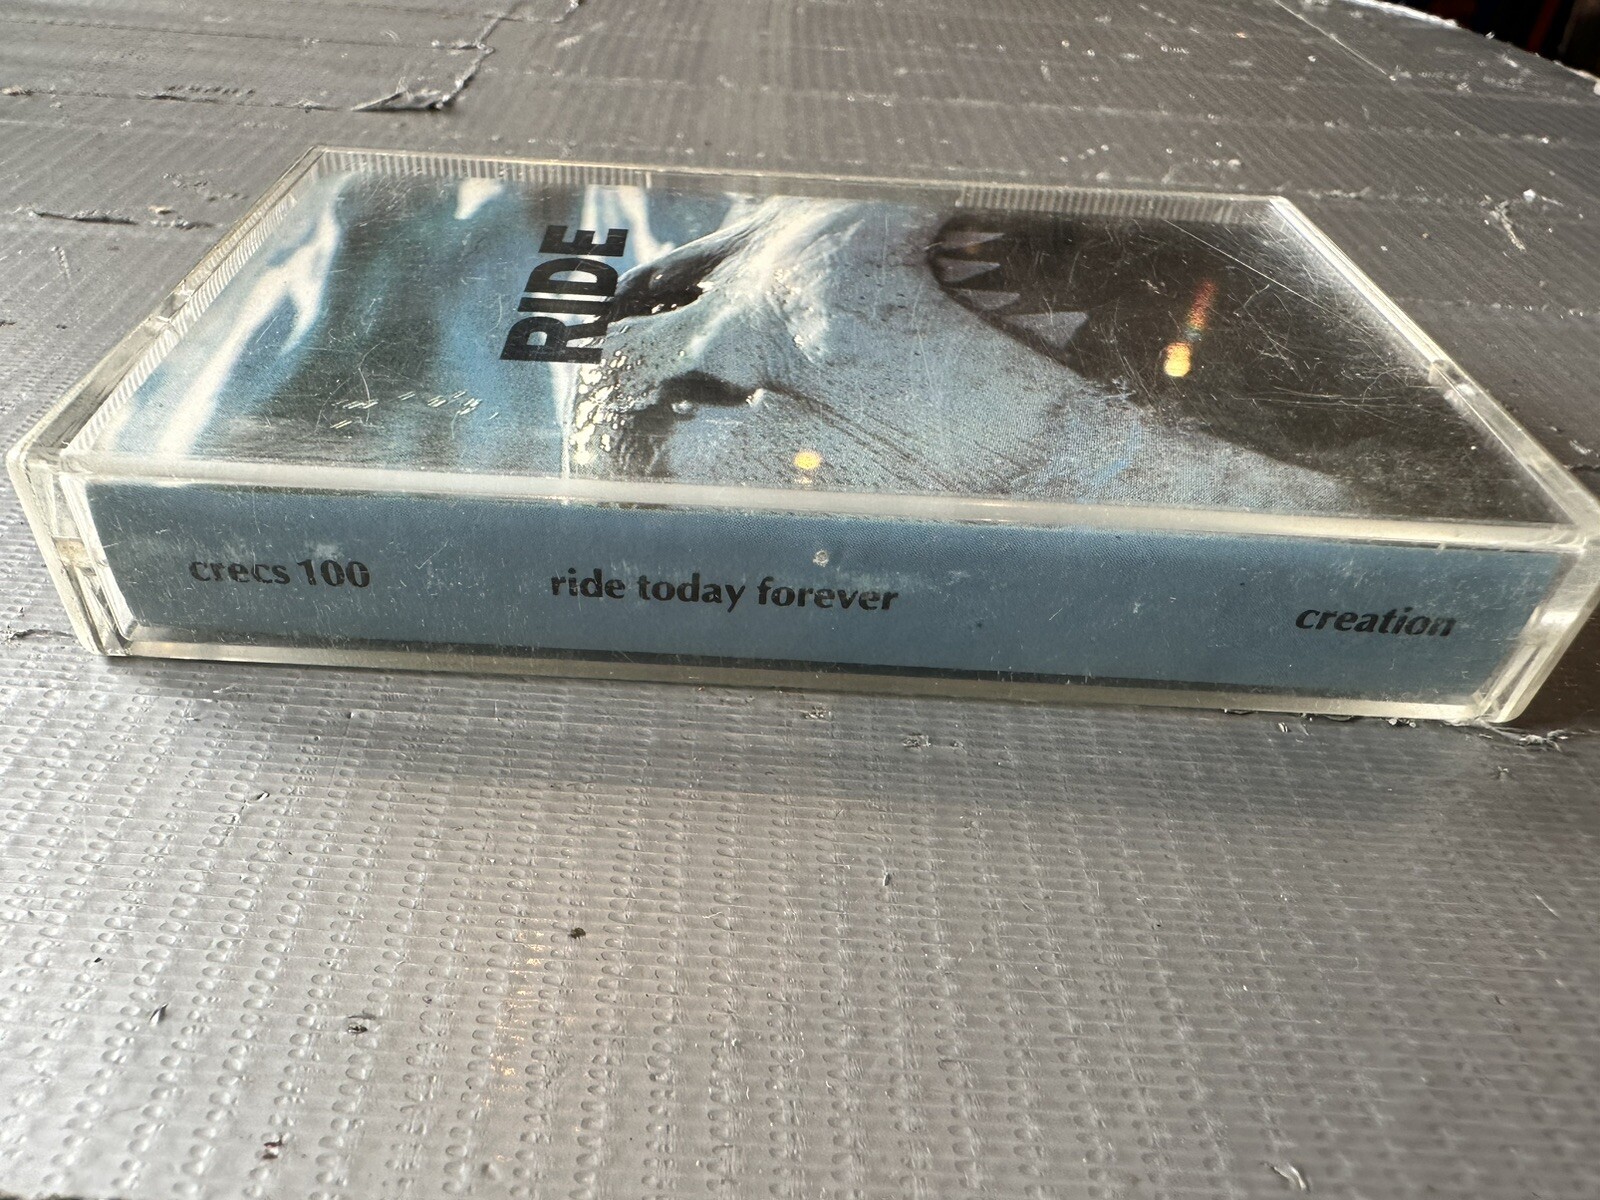 RIDE
crecs 100
ride today forever
creation